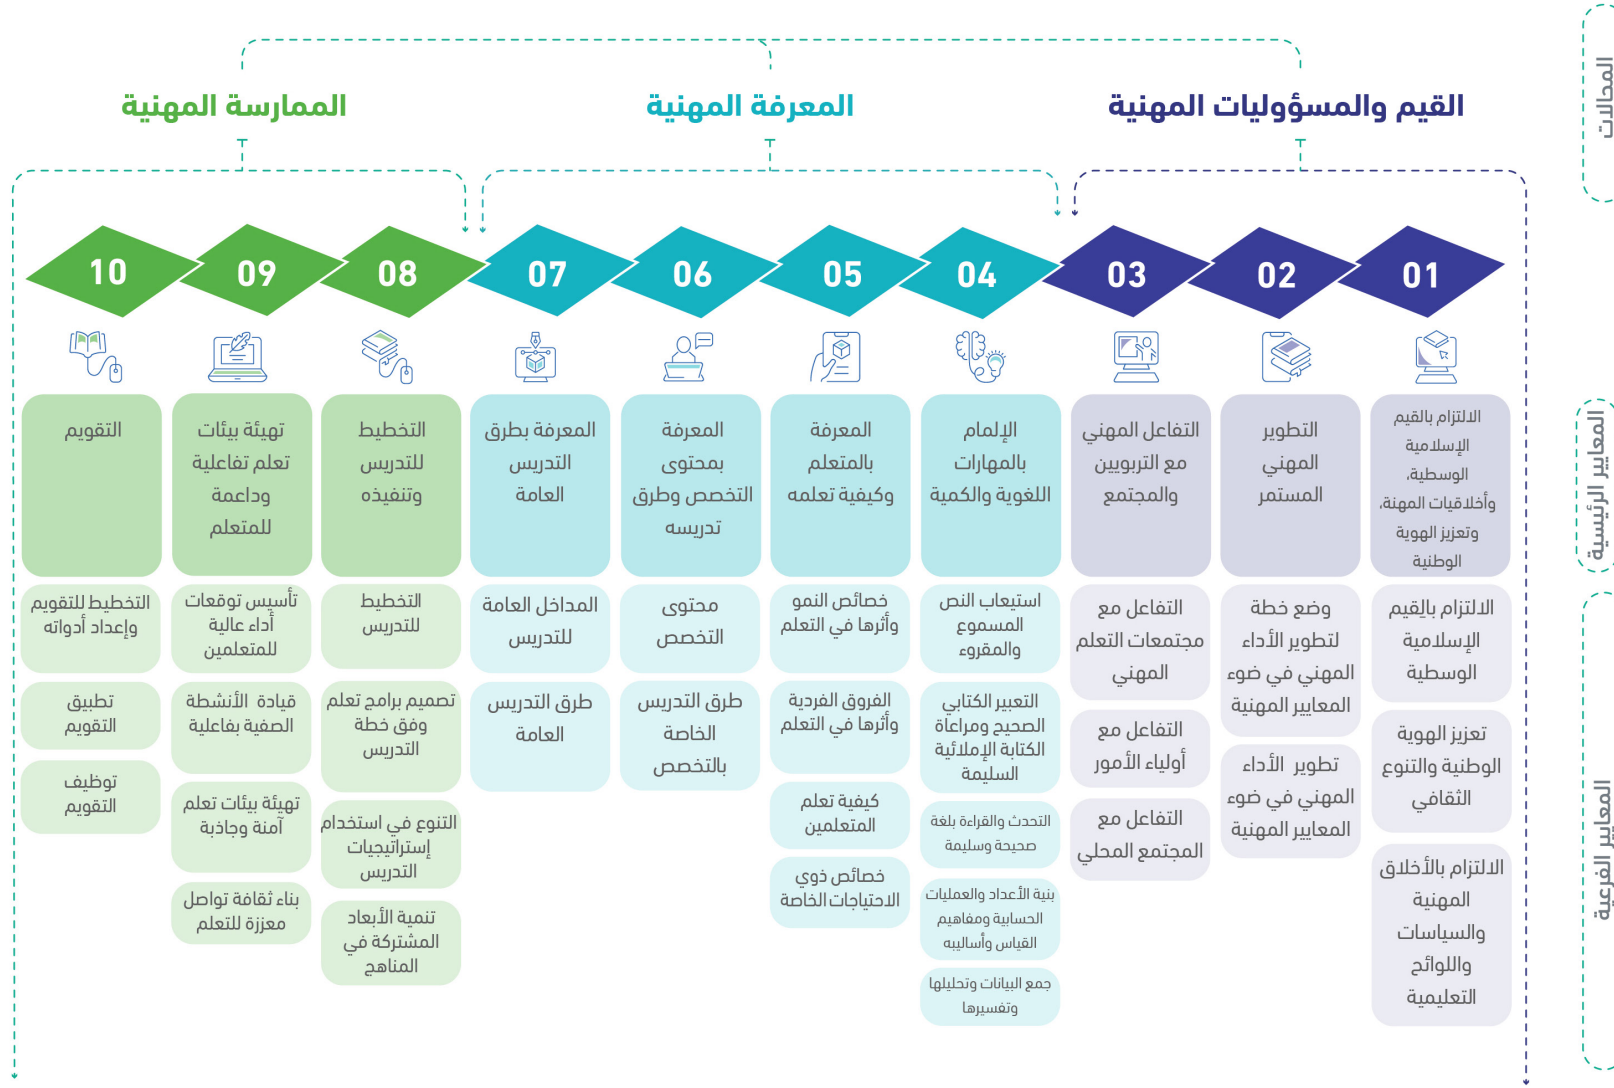 المجالات
القيم والمسؤوليات المهنية
المعرفة المهنية
الممارسة المهنية
01
02
03
04
05
06
07
08
09
10
المعايير الرئيسية
الالتزام بالقيم
الإسلامية
الوسطية،
وأخلاقيات المهنة،
وتعزيز الهوية
الوطنية
التطوير
المهني
المستمر
التفاعل المهني
مع التربويين
والمجتمع
الإلمام
بالمهارات
اللغوية والكمية
المعرفة
بالمتعلم
وكيفية تعلمه
المعرفة
بمحتوى
التخصص وطرق
تدريسه
المعرفة بطرق
التدريس
العامة
التخطيط
للتدريس
وتنفيذه
تهيئة بيئات
تعلم تفاعلية
وداعمة
للمتعلم
التقويم
المعايير الفرعية
الالتزام بالِقيم
الإسلامية
الوسطية
تعزيز الهوية
الوطنية والتنوع
الثقافي
الالتزام بالأخلاق
المهنية
والسياسات
واللوائح
التعليمية
وضع خطة
لتطوير الأداء
المهني في ضوء
المعايير المهنية
تطوير الأداء
المهني في ضوء
المعايير المهنية
التفاعل مع
مجتمعات التعلم
المهني
التفاعل مع
أولياء الأمور
التفاعل مع
المجتمع المحلي
استيعاب النص
المسموع
والمقروء
التعبير الكتابي
الصحيح ومراعاة
الكتابة الإملائية
السليمة
التحدث والقراءة بلغة
صحيحة وسليمة
بنية الأعداد والعمليات
الحسابية ومفاهيم
القياس وأساليبه
جمع البيانات وتحليلها
وتفسيرها
خصائص النمو
وأثرها في التعلم
الفروق الفردية
وأثرها في التعلم
كيفية تعلم
المتعلمين
خصائص ذوي
الاحتياجات الخاصة
محتوى
التخصص
طرق التدريس
الخاصة
بالتخصص
المداخل العامة
للتدريس
طرق التدريس
العامة
التخطيط
للتدريس
تصميم برامج تعلم
وفق خطة
التدريس
التنوع في استخدام
إستراتيجيات
التدريس
تنمية الأبعاد
المشتركة في
المناهج
تأسيس توقعات
أداء عالية
للمتعلمين
قيادة الأنشطة
الصفية بفاعلية
تهيئة بيئات تعلم
آمنة وجاذبة
بناء ثقافة تواصل
معززة للتعلم
التخطيط للتقويم
وإعداد أدواته
تطبيق
التقويم
توظيف
التقويم